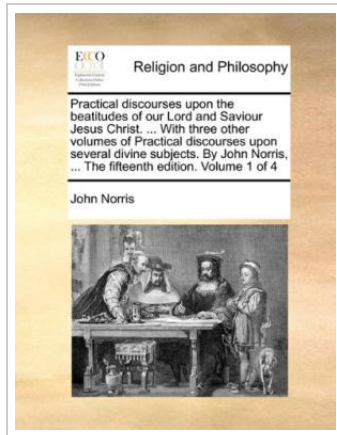 ECCO
Religion and Philosophy
Practical discourses upon the
beatitudes of our Lord and Saviour
Jesus Christ. ... With three other
volumes of Practical discourses upon
several divine subjects. By John Norris,
... The fifteenth edition. Volume 1 of 4
John Norris